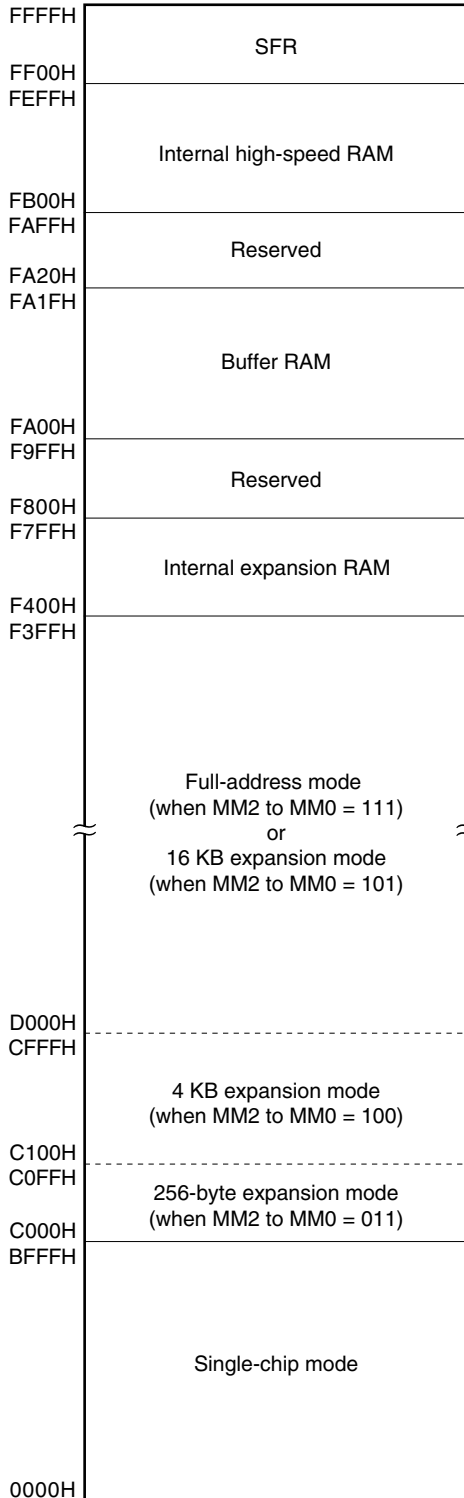 FFFFH
SFR
FF00H
FEFFH
Internal high-speed RAM
FB00H
FAFFH
Reserved
FA20H
FA1FH
Buffer RAM
FA00H
F9FFH
Reserved
F800H
F7FFH
Internal expansion RAM
F400H
F3FFH
Full-address mode
(when MM2 to MM0 = 111)
or
16 KB expansion mode
(when MM2 to MM0 = 101)
D000H
CFFFH
4 KB expansion mode
(when MM2 to MM0 = 100)
C100H
C0FFH
256-byte expansion mode
(when MM2 to MM0 = 011)
C000H
BFFFH
Single-chip mode
0000H